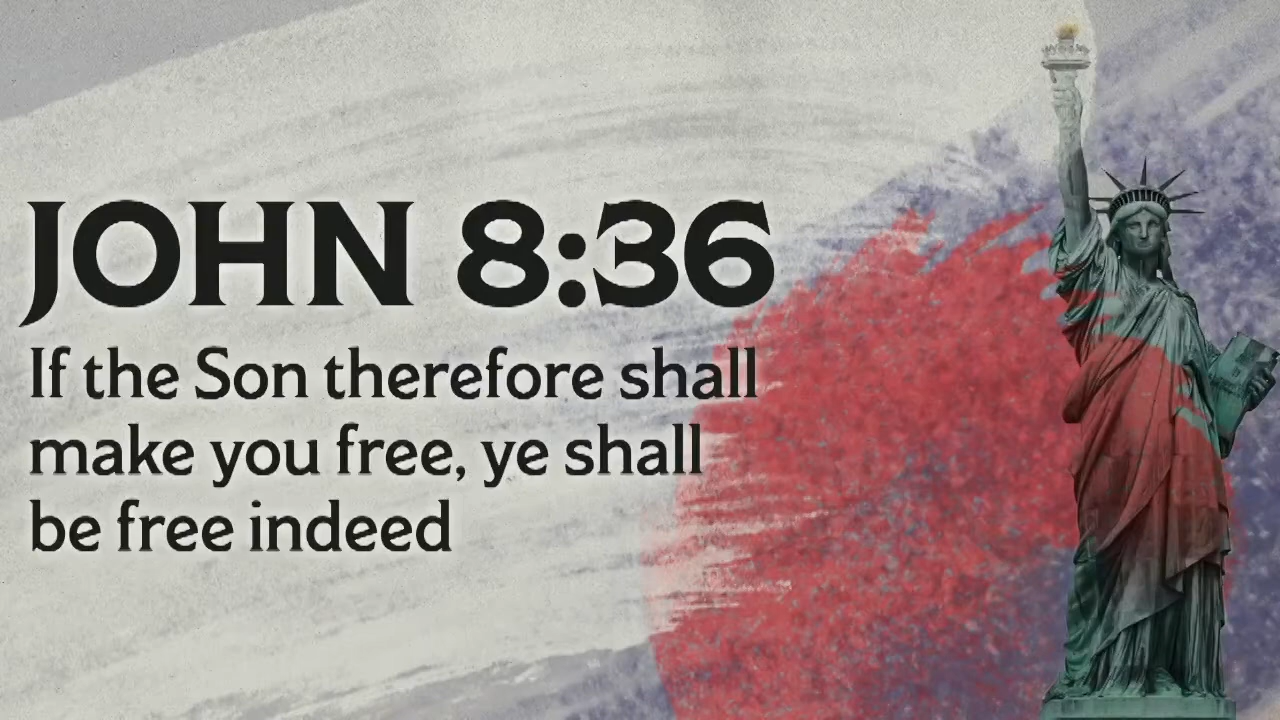 JOHN 8:36
If the Son therefore shall
make you free, ye shall
be free indeed